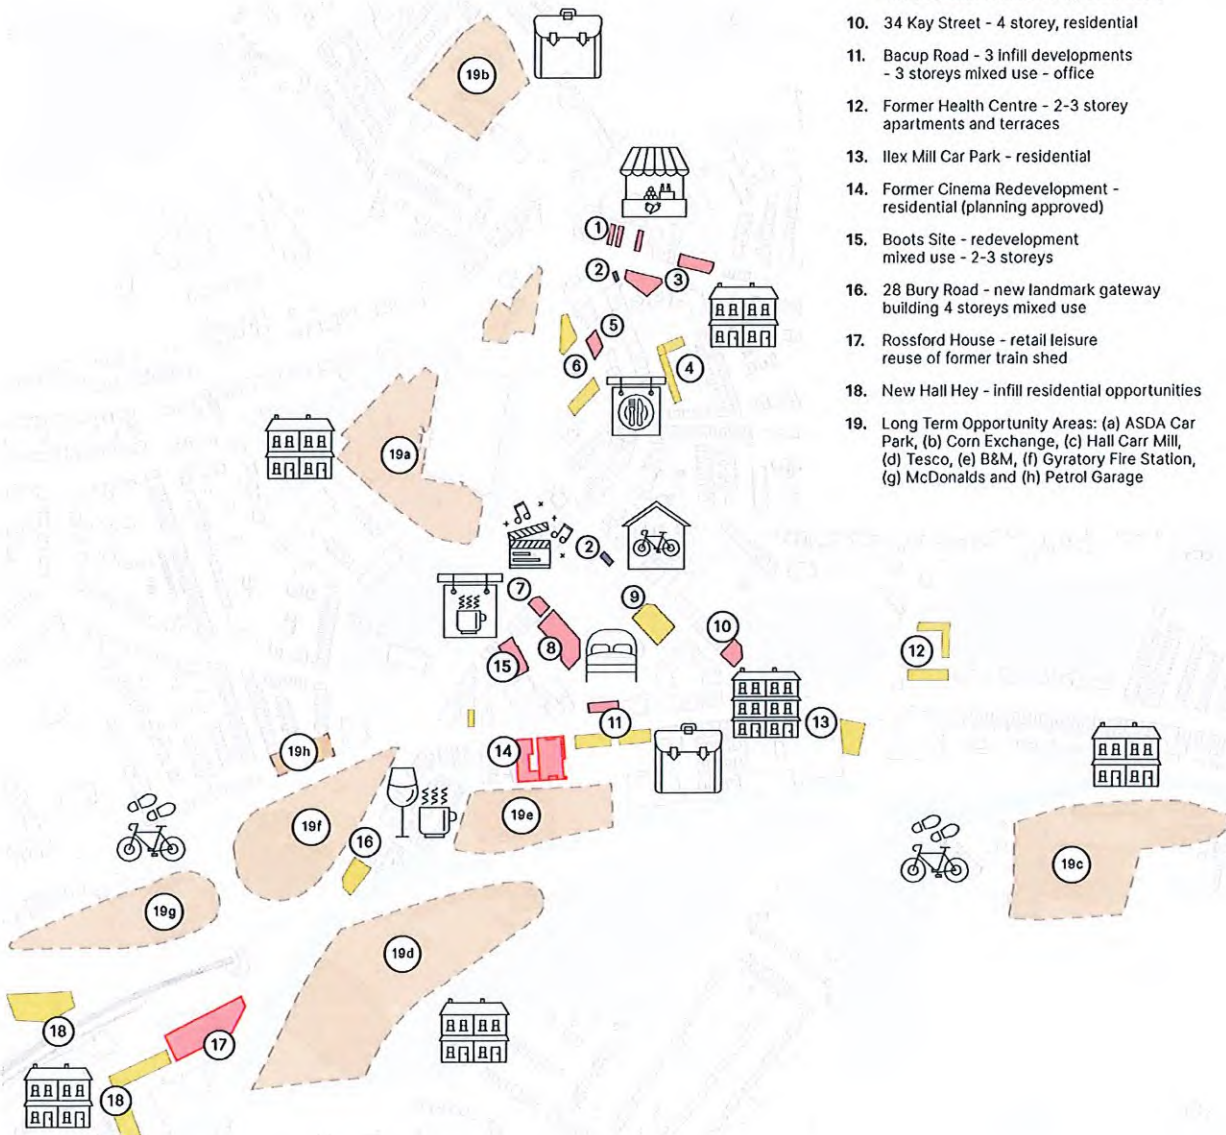 10. 34 Kay Street - 4 storey, residential
11. Bacup Road - 3 infill developments
- 3 storeys mixed use - office
12. Former Health Centre - 2-3 storey
apartments and terraces
13. Ilex Mill Car Park - residential
14. Former Cinema Redevelopment -
residential (planning approved)
15. Boots Site - redevelopment
mixed use - 2-3 storeys
16. 28 Bury Road - new landmark gateway
building 4 storeys mixed use
17. Rossford House - retail leisure
reuse of former train shed
18. New Hall Hey - infill residential opportunities
19. Long Term Opportunity Areas: (a) ASDA Car
Park, (b) Corn Exchange, (c) Hall Carr Mill,
(d) Tesco, (e) B&M, (f) Gyratory Fire Station,
(g) McDonalds and (h) Petrol Garage
19b
1
2
3
5
6
4
19a
2
7
9
8
10
15
12
11
13
14
19h
19f
19e
16
19c
19g
19d
18
17
18